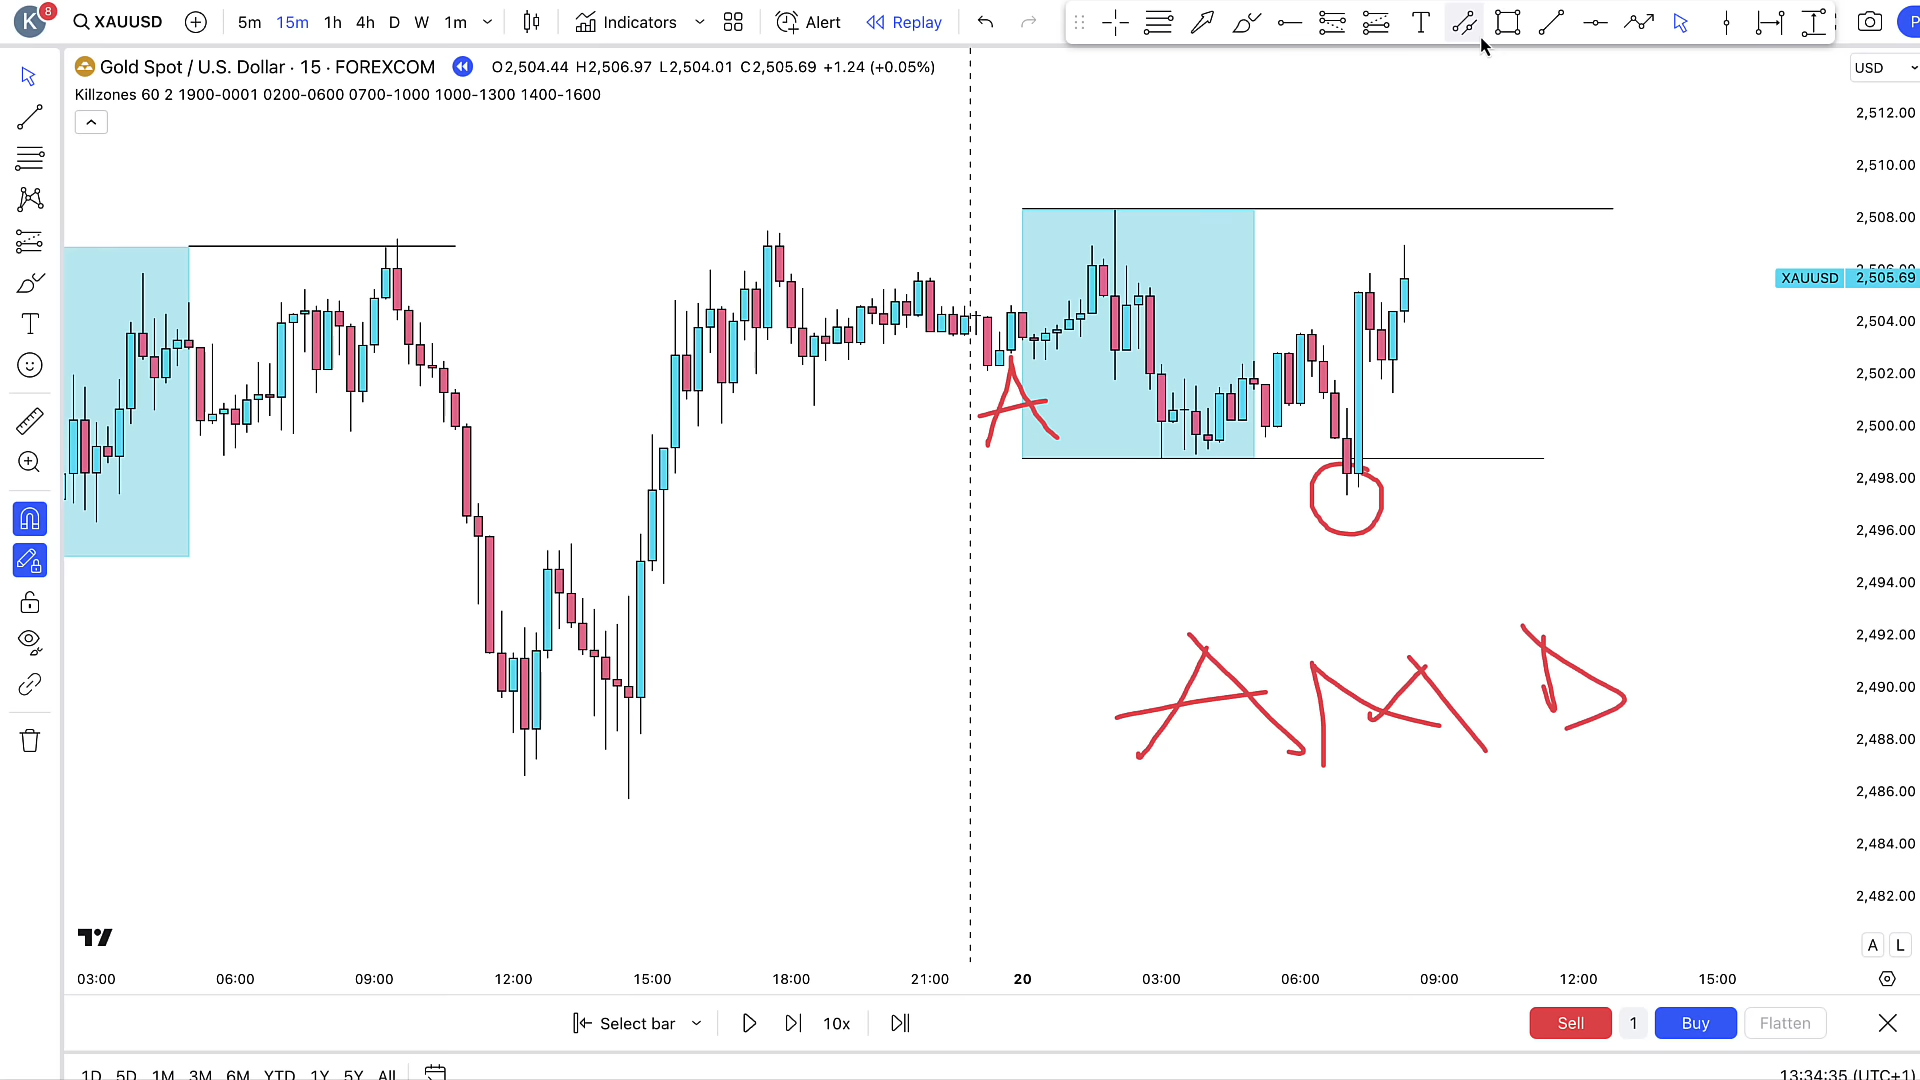 K 8 XAUUSD 5m 15m 1h 4h D W 1m Indicators Alert Replay T P
Gold Spot / U.S. Dollar · 15 · FOREXCOM O2,504.44 H2,506.97 L2,504.01 C2,505.69 +1.24 (+0.05%) USD
Killzones 60 2 1900-0001 0200-0600 0700-1000 1000-1300 1400-1600
2,512.00
2,510.00
2,508.00
XAUUSD 2,505.69
2,504.00
2,502.00
A
2,500.00
2,498.00
2,496.00
2,494.00
2,492.00
AMD
2,490.00
2,488.00
2,486.00
2,484.00
2,482.00
A L
03:00 06:00 09:00 12:00 15:00 18:00 21:00 20 03:00 06:00 09:00 12:00 15:00
Select bar 10x Sell 1 Buy Flatten
1D 5D 1M 3M 6M YTD 1Y 5Y All 13:34:35 (UTC+1)